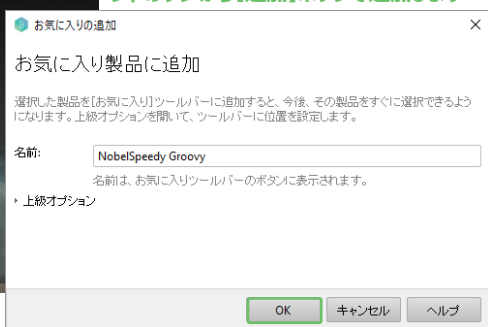 お気に入りの追加
お気に入り製品に追加
選択した製品を[お気に入り]ツールバーに追加すると、今後、その製品をすぐに選択できるよう
になります。上級オプションを開いて、ツールバーに位置を設定します。
名前:
NobelSpeedy Groovy
名前は、お気に入りツールバーのボタンに表示されます。
上級オプション
OK
キャンセル
ヘルプ